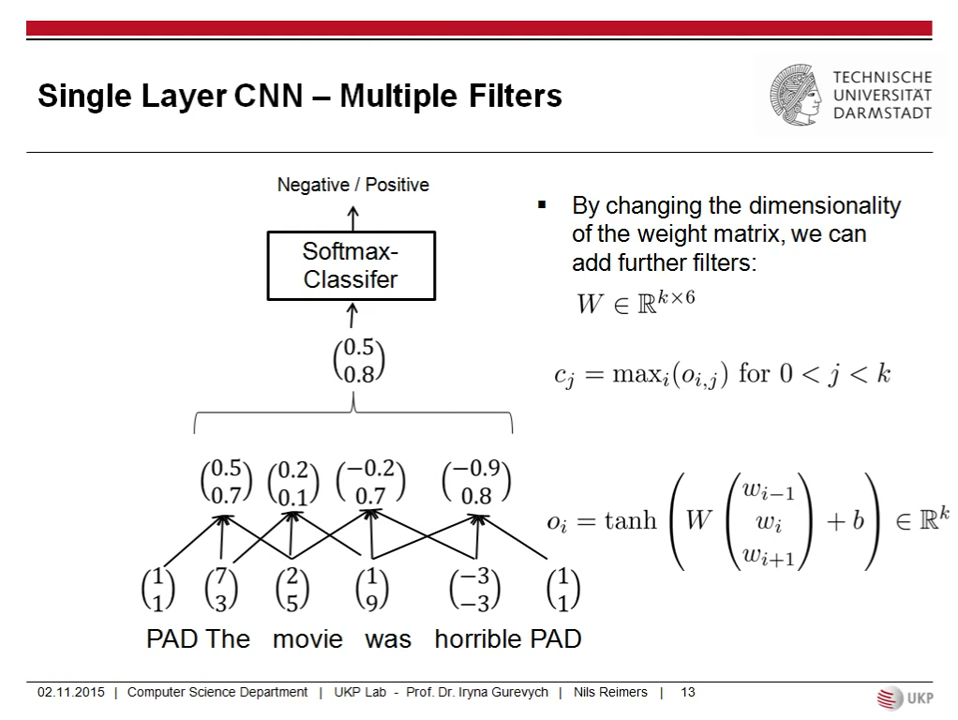 Single Layer CNN – Multiple Filters
TECHNISCHE
UNIVERSITÄT
DARMSTADT
Negative / Positive
Softmax-
Classifer
(0.5 0.8)
(0.5 0.7) (0.2 0.1) (−0.2 0.7) (−0.9 0.8)
(1 1) (7 3) (2 5) (1 9) (−3 −3) (1 1)
PAD The movie was horrible PAD
▪ By changing the dimensionality
of the weight matrix, we can
add further filters:
W ∈ ℝ^{k×6}
c_j = max_i(o_{i,j}) for 0 < j < k
o_i = tanh (W (w_{i−1} w_i w_{i+1}) + b) ∈ ℝ^k
02.11.2015 | Computer Science Department | UKP Lab - Prof. Dr. Iryna Gurevych | Nils Reimers | 13
UKP